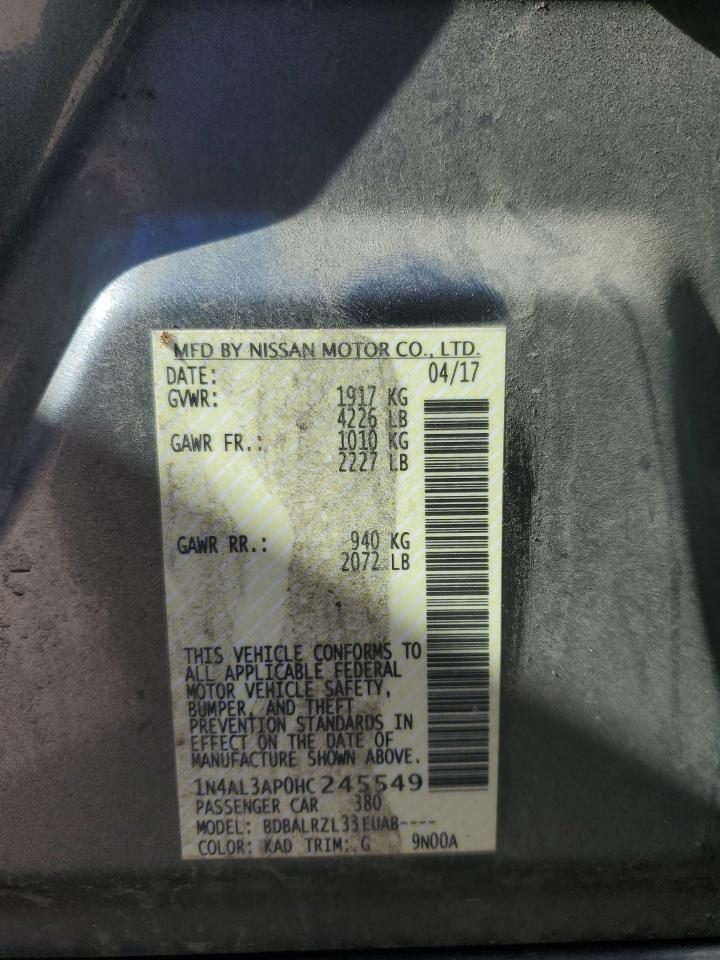 MFD BY NISSAN MOTOR CO., LTD.
DATE: 04/17
GVWR: 1917 KG
4226 LB
GAWR FR.: 1010 KG
2227 LB
GAWR RR.: 940 KG
2072 LB
THIS VEHICLE CONFORMS TO
ALL APPLICABLE FEDERAL
MOTOR VEHICLE SAFETY,
BUMPER, AND THEFT
PREVENTION STANDARDS IN
EFFECT ON THE DATE OF
MANUFACTURE SHOWN ABOVE.
1N4AL3AP0HC245549
PASSENGER CAR 380
MODEL: BDBALRZL33EUAB----
COLOR: KAD TRIM: G 9N00A